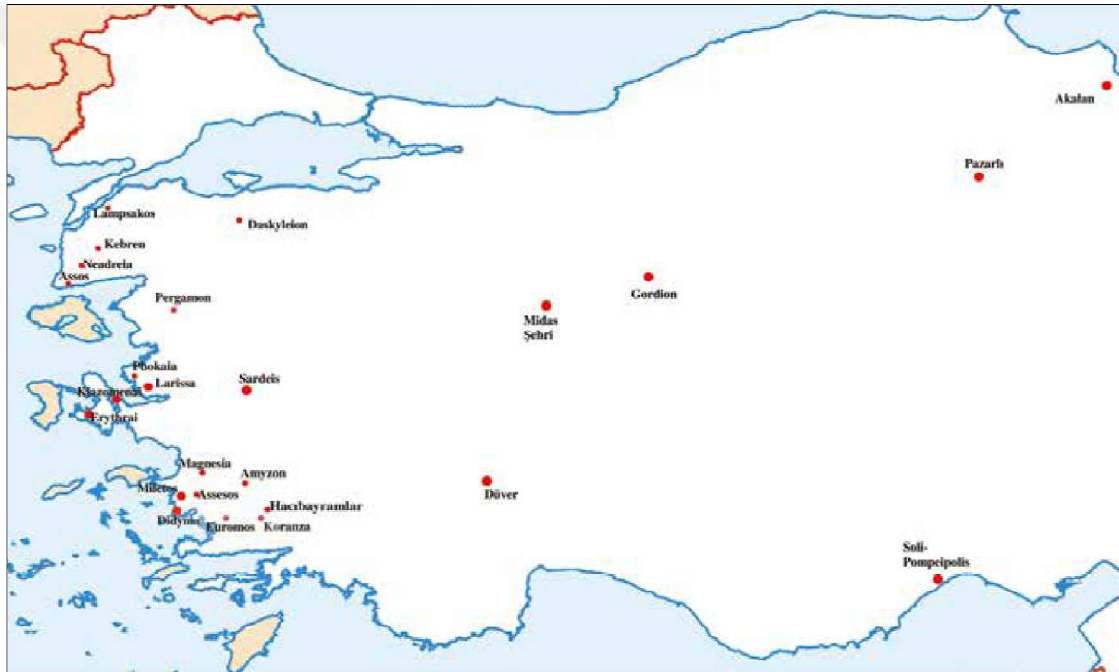 Akalan
Pazarlı
Lampsakos
Daskyleion
Kebren
Neadreia
Assos
Pergamon
Gordion
Midas
Şehri
Phokaia
Larissa
Sardeis
Klazomenai
Erythrai
Magnesia
Amyzon
Miletos
Assesos
Düver
Hacıbayramlar
Didyma
Euromos
Koranza
Soli-
Pompeipolis